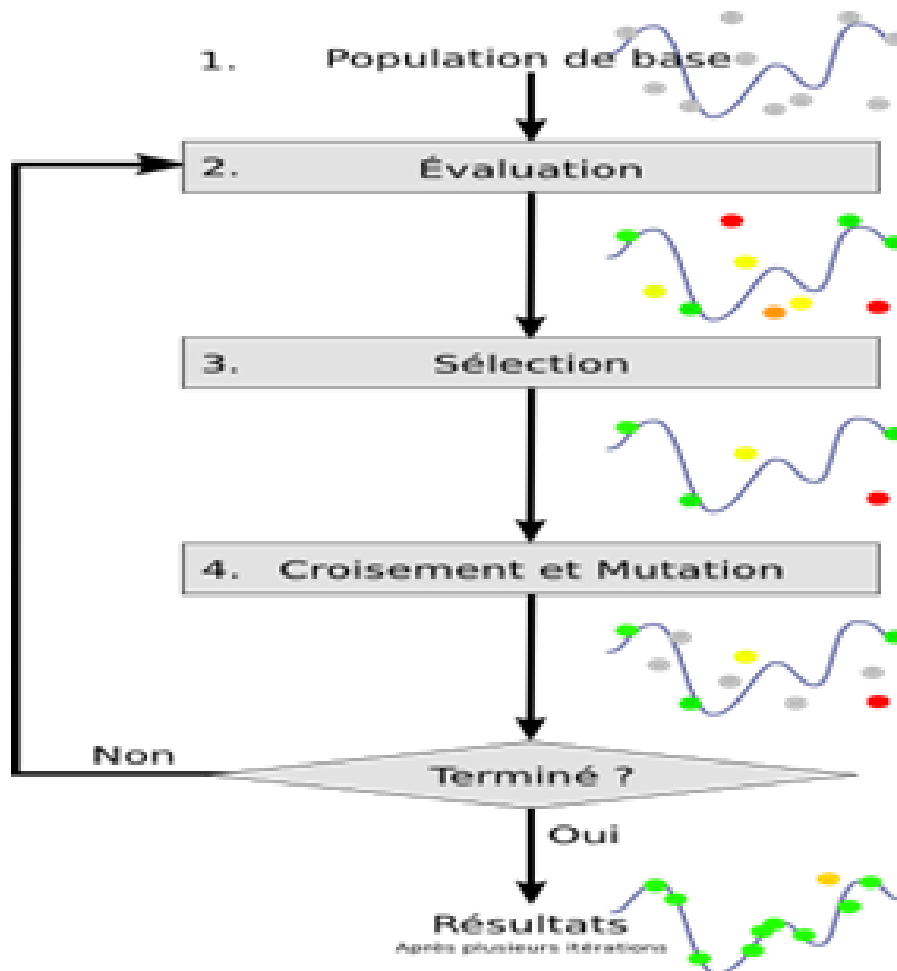 1. Population de base
2. Évaluation
3. Sélection
4. Croisement et Mutation
Terminé ?
Non
Oui
Résultats
Après plusieurs itérations